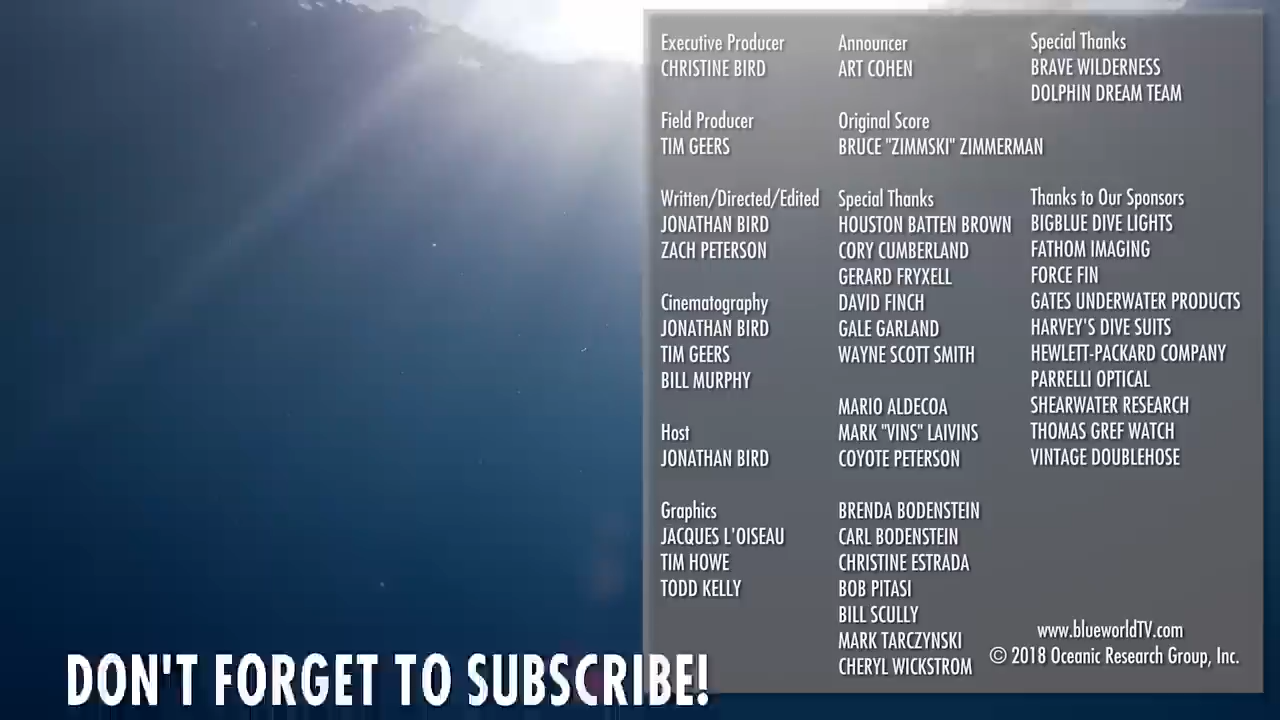 Executive Producer
CHRISTINE BIRD
Field Producer
TIM GEERS
Written/Directed/Edited
JONATHAN BIRD
ZACH PETERSON
Cinematography
JONATHAN BIRD
TIM GEERS
BILL MURPHY
Host
JONATHAN BIRD
Graphics
JACQUES L'OISEAU
TIM HOWE
TODD KELLY
Announcer
ART COHEN
Original Score
BRUCE "ZIMMSKI" ZIMMERMAN
Special Thanks
HOUSTON BATTEN BROWN
CORY CUMBERLAND
GERARD FRYXELL
DAVID FINCH
GALE GARLAND
WAYNE SCOTT SMITH
MARIO ALDECOA
MARK "VINS" LAIVINS
COYOTE PETERSON
BRENDA BODENSTEIN
CARL BODENSTEIN
CHRISTINE ESTRADA
BOB PITASI
BILL SCULLY
MARK TARCZYNSKI
CHERYL WICKSTROM
Special Thanks
BRAVE WILDERNESS
DOLPHIN DREAM TEAM
Thanks to Our Sponsors
BIGBLUE DIVE LIGHTS
FATHOM IMAGING
FORCE FIN
GATES UNDERWATER PRODUCTS
HARVEY'S DIVE SUITS
HEWLETT-PACKARD COMPANY
PARRELLI OPTICAL
SHEARWATER RESEARCH
THOMAS GREF WATCH
VINTAGE DOUBLEHOSE
www.blueworldTV.com
© 2018 Oceanic Research Group, Inc.
DON'T FORGET TO SUBSCRIBE!